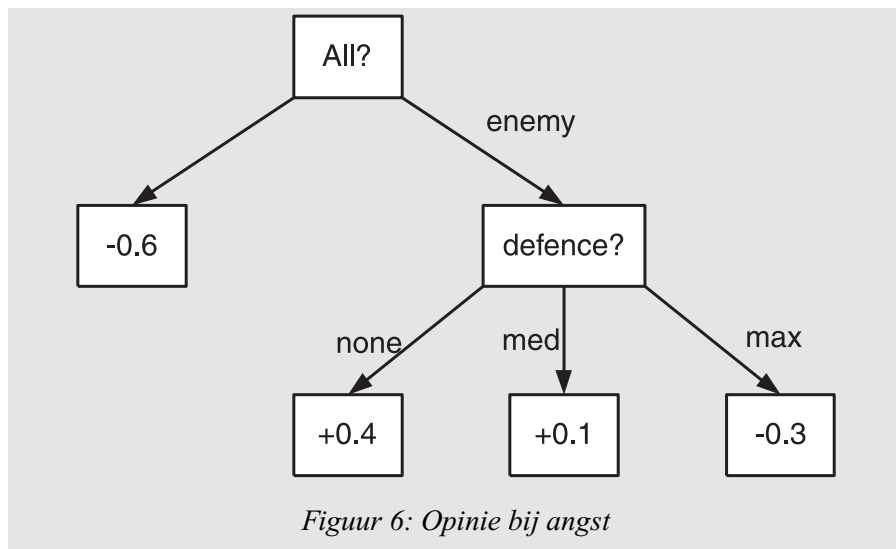 All?
enemy
-0.6
defence?
none
med
max
+0.4
+0.1
-0.3
Figuur 6: Opinie bij angst